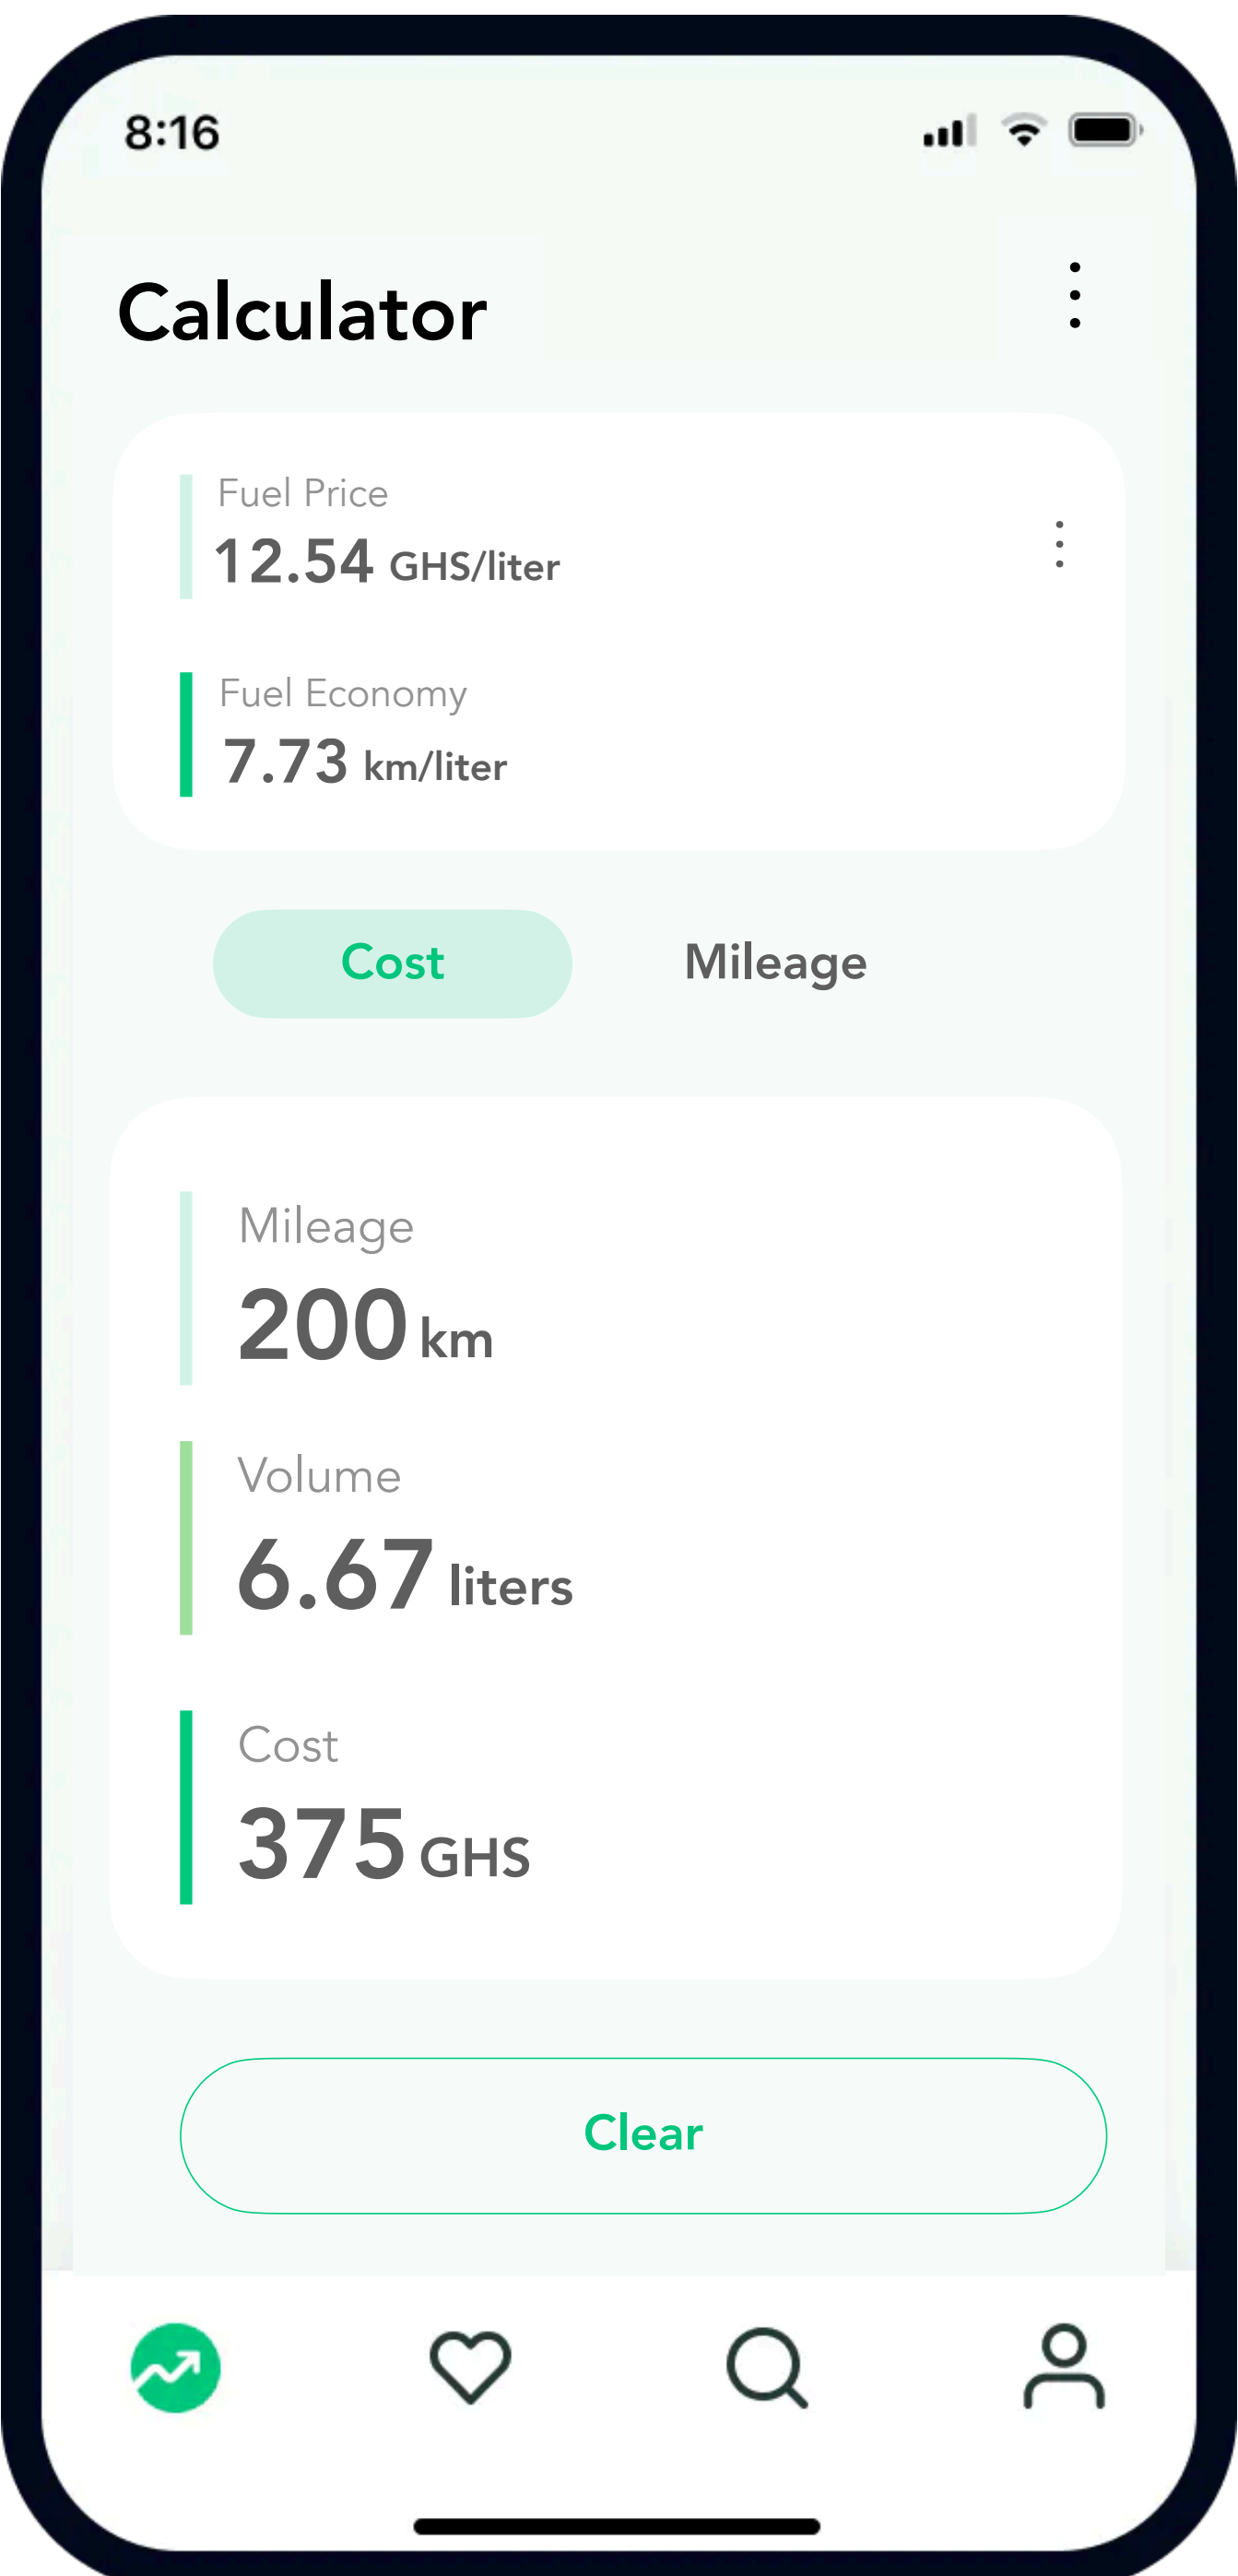 8:16
Calculator
Fuel Price
12.54 GHS/liter
Fuel Economy
7.73 km/liter
Cost Mileage
Mileage
200 km
Volume
6.67 liters
Cost
375 GHS
Clear